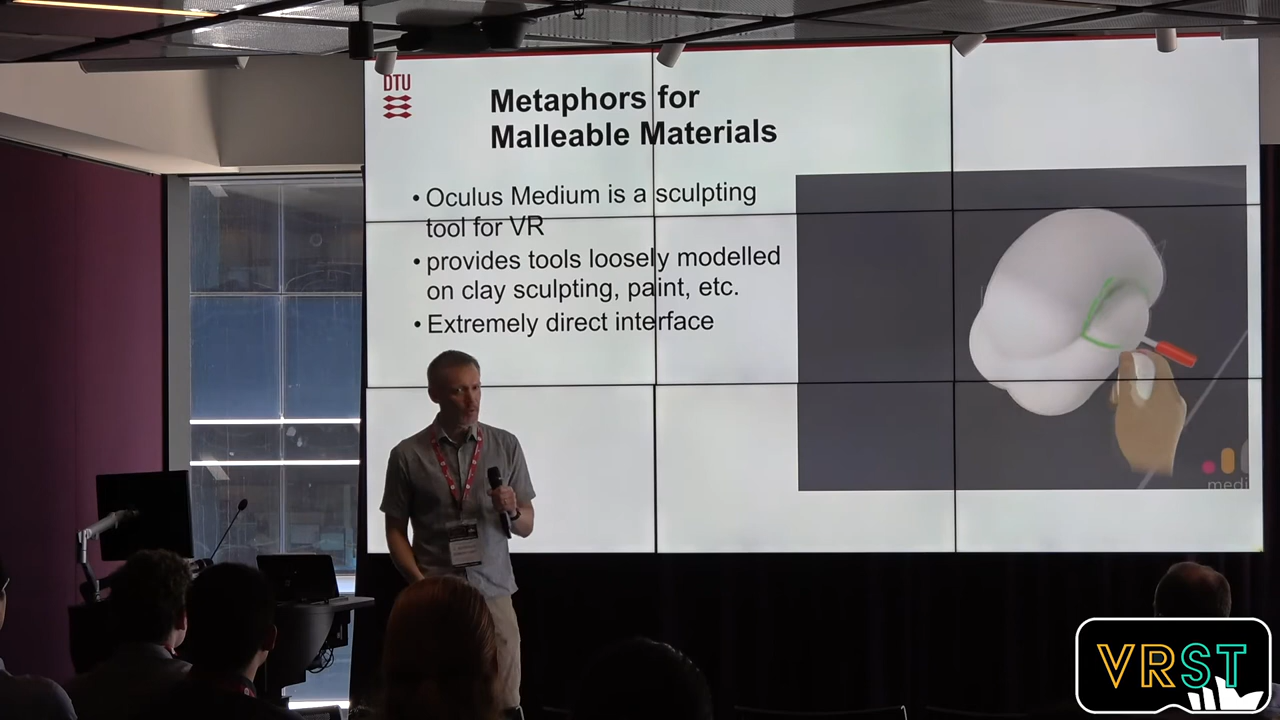 DTU
Metaphors for
Malleable Materials
• Oculus Medium is a sculpting
tool for VR
• provides tools loosely modelled
on clay sculpting, paint, etc.
• Extremely direct interface
medi
VRST